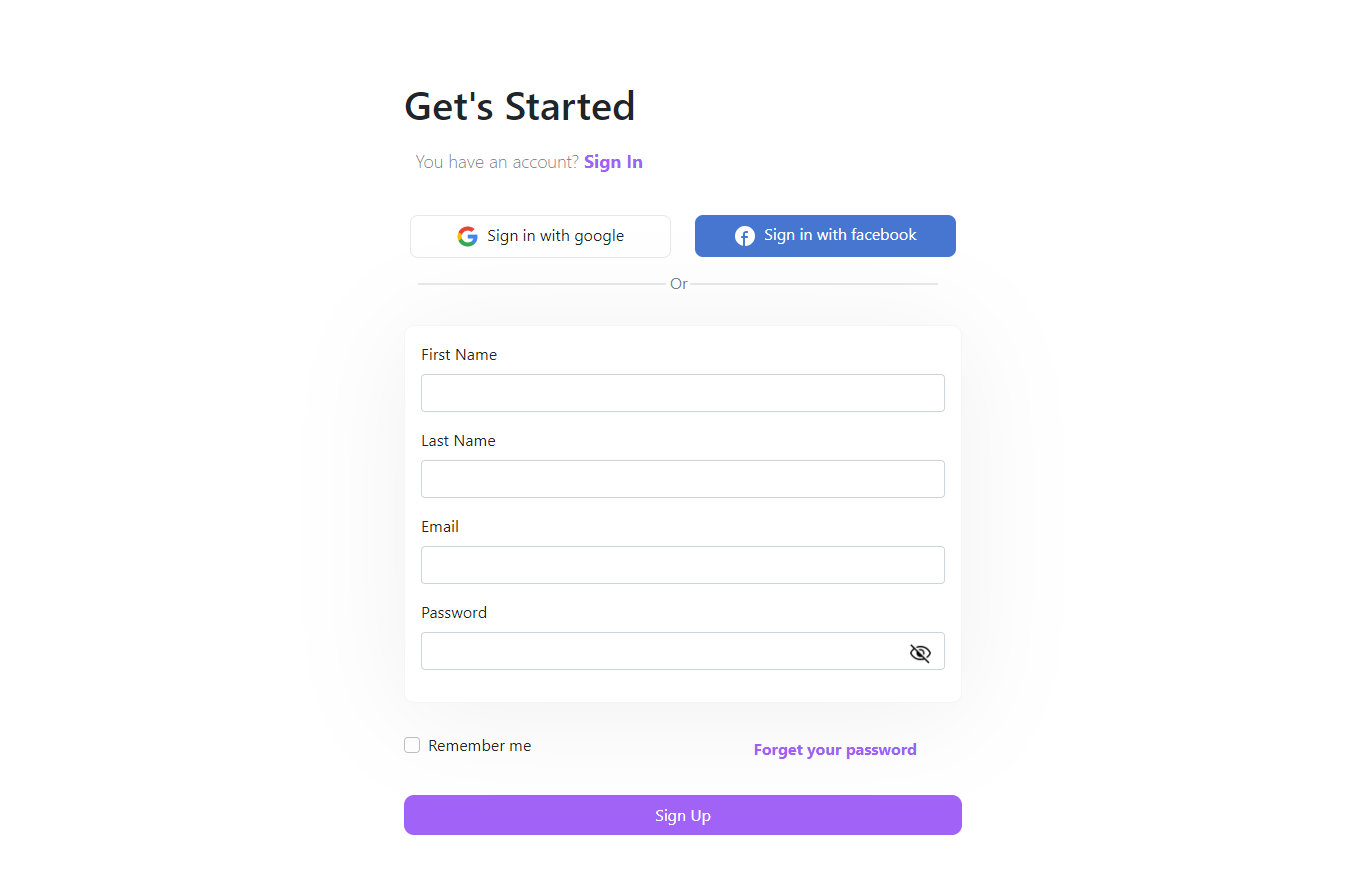 Get's Started
You have an account? Sign In
Sign in with google
Sign in with facebook
Or
First Name
Last Name
Email
Password
Remember me
Forget your password
Sign Up